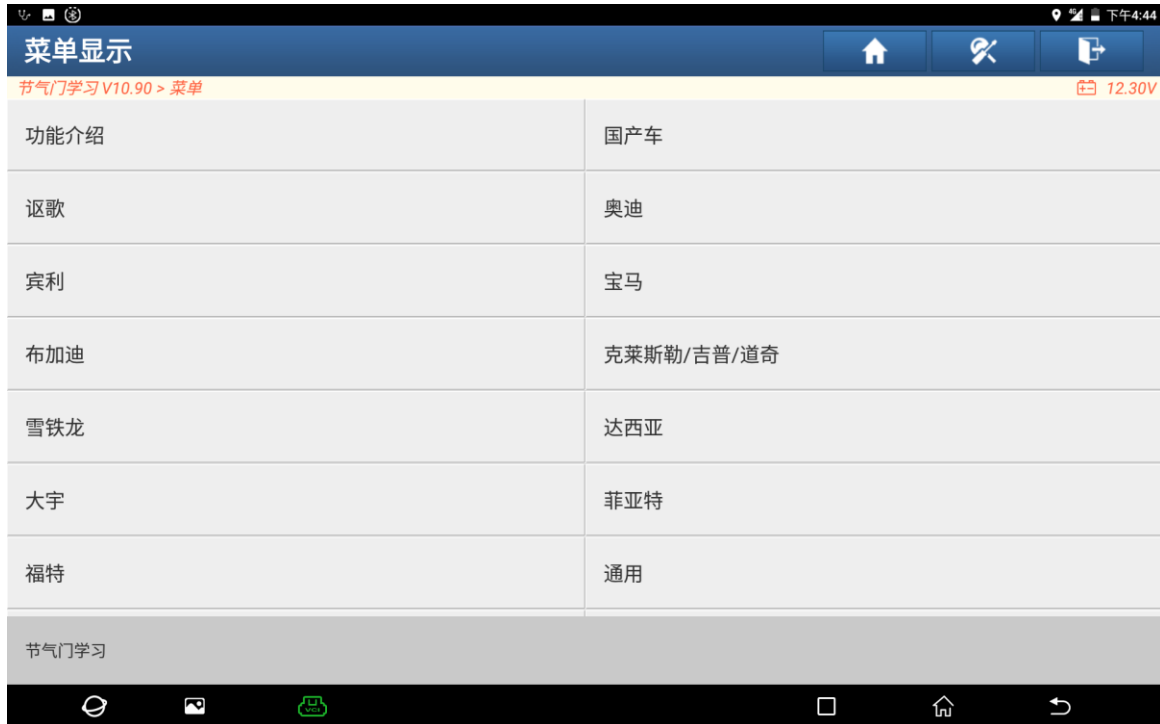 4G 下午4:44
菜单显示
节气门学习 V10.90 > 菜单 12.30V
功能介绍 国产车
讴歌 奥迪
宾利 宝马
布加迪 克莱斯勒/吉普/道奇
雪铁龙 达西亚
大宇 菲亚特
福特 通用
节气门学习
VCI